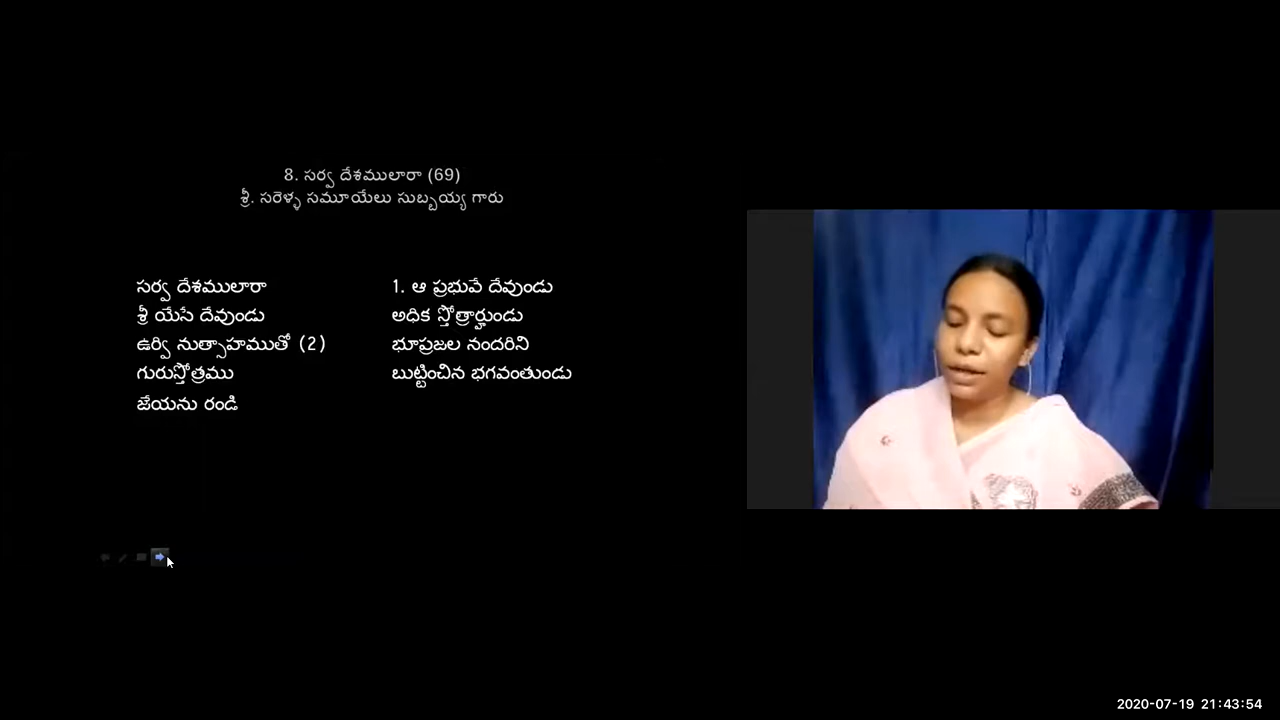 8. సర్వ దేశములారా (69)
శ్రీ. సరెళ్ళ సమూయేలు సుబ్బయ్య గారు
సర్వ దేశములారా
శ్రీ యేసే దేవుండు
ఉర్వి నుత్సాహముతో (2)
గురుస్తోత్రము
జేయను రండి
1. ఆ ప్రభువే దేవుండు
అధిక స్తోత్రార్హుండు
భూప్రజల నందరిని
బుట్టించిన భగవంతుండు
2020-07-19 21:43:54